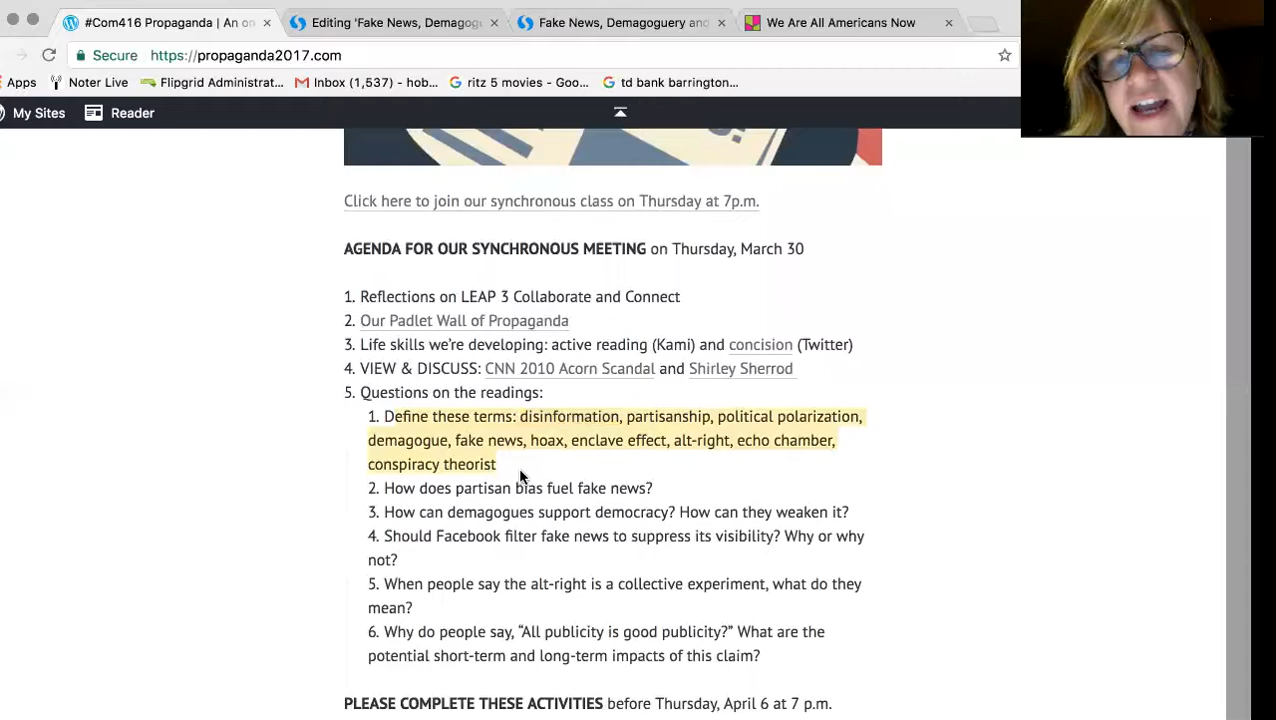 #Com416 Propaganda | An on
Editing 'Fake News, Demagog
Fake News, Demagoguery and
We Are All Americans Now
Secure https://propaganda2017.com
Apps Noter Live Flipgrid Administrat... Inbox (1,537) - hob... ritz 5 movies - Goo... td bank barrington...
My Sites Reader
Click here to join our synchronous class on Thursday at 7p.m.
AGENDA FOR OUR SYNCHRONOUS MEETING on Thursday, March 30
1. Reflections on LEAP 3 Collaborate and Connect
2. Our Padlet Wall of Propaganda
3. Life skills we're developing: active reading (Kami) and concision (Twitter)
4. VIEW & DISCUSS: CNN 2010 Acorn Scandal and Shirley Sherrod
5. Questions on the readings:
1. Define these terms: disinformation, partisanship, political polarization,
demagogue, fake news, hoax, enclave effect, alt-right, echo chamber,
conspiracy theorist
2. How does partisan bias fuel fake news?
3. How can demagogues support democracy? How can they weaken it?
4. Should Facebook filter fake news to suppress its visibility? Why or why
not?
5. When people say the alt-right is a collective experiment, what do they
mean?
6. Why do people say, “All publicity is good publicity?” What are the
potential short-term and long-term impacts of this claim?
PLEASE COMPLETE THESE ACTIVITIES before Thursday, April 6 at 7 p.m.